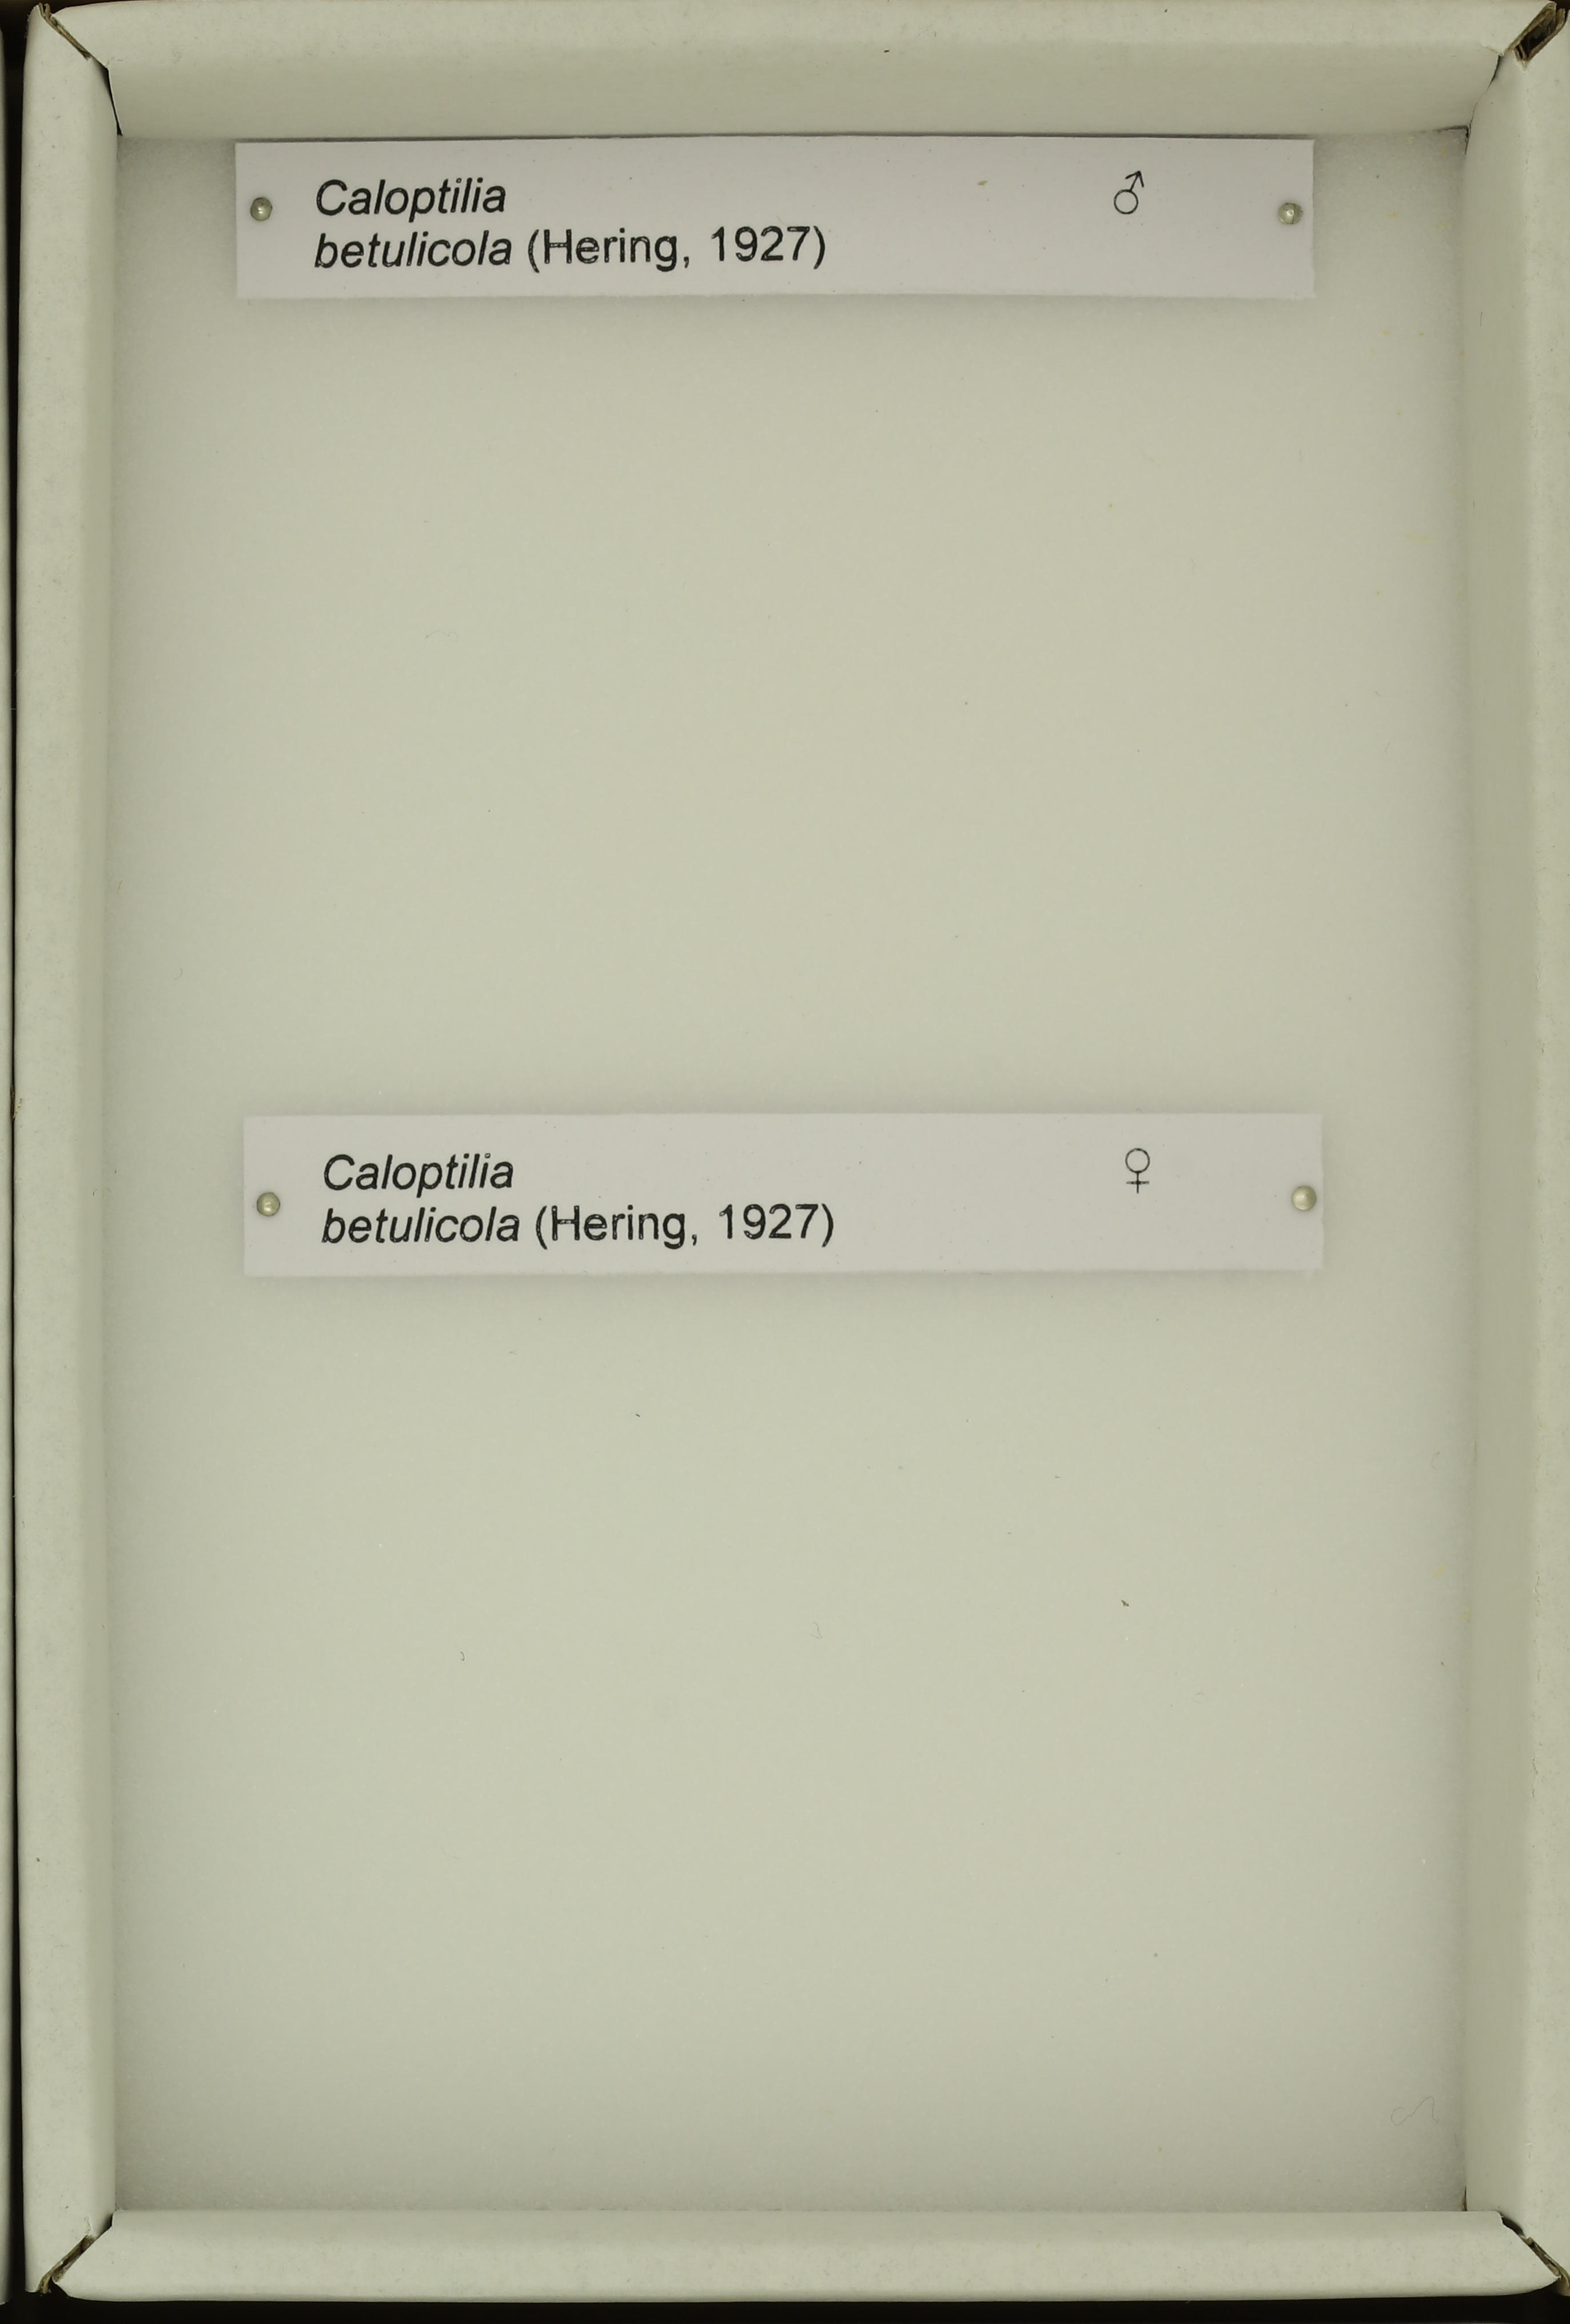 Caloptilia ♂
betulicola (Hering, 1927)
Caloptilia ♀
betulicola (Hering, 1927)